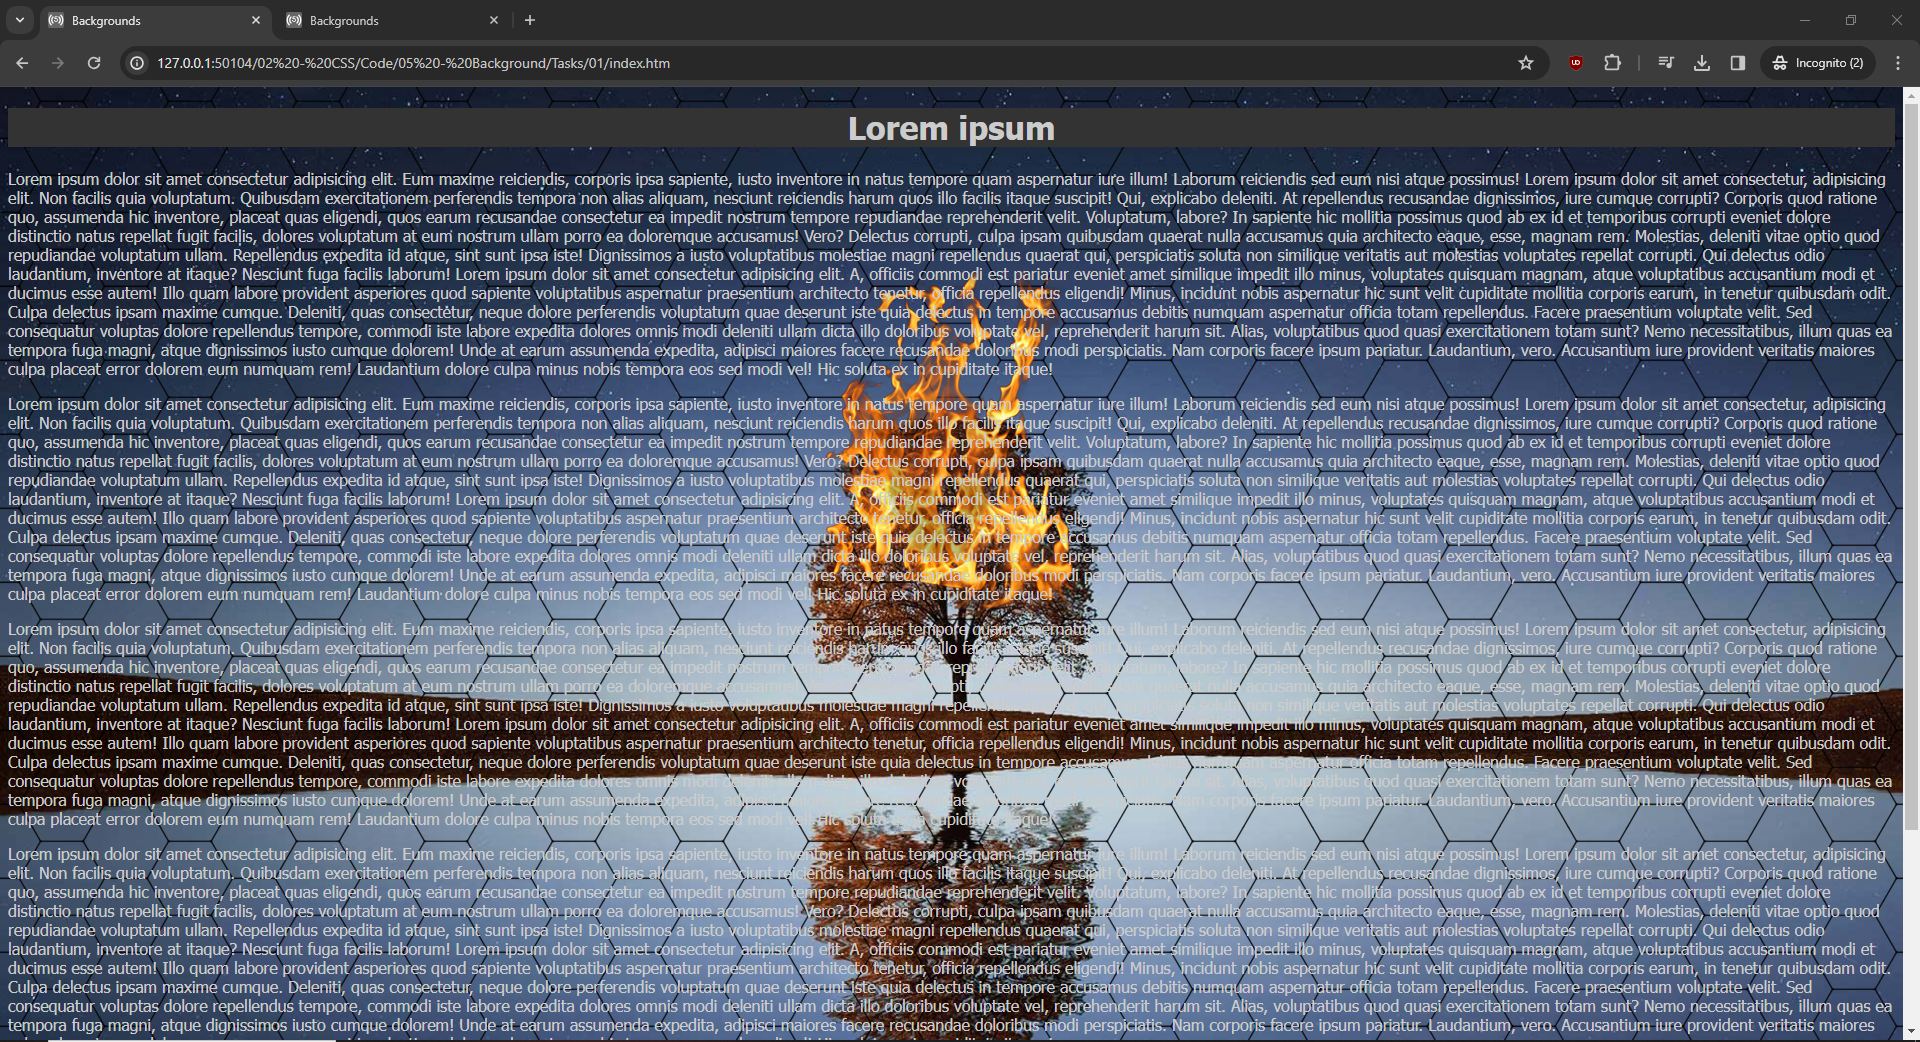 Backgrounds
Backgrounds
127.0.0.1:50104/02%20-%20CSS/Code/05%20-%20Background/Tasks/01/index.htm
Incognito (2)
Lorem ipsum
Lorem ipsum dolor sit amet consectetur adipisicing elit. Eum maxime reiciendis, corporis ipsa sapiente, iusto inventore in natus tempore quam aspernatur iure illum! Laborum reiciendis sed eum nisi atque possimus! Lorem ipsum dolor sit amet consectetur, adipisicing
elit. Non facilis quia voluptatum. Quibusdam exercitationem perferendis tempora non alias aliquam, nesciunt reiciendis harum quos illo facilis itaque suscipit! Qui, explicabo deleniti. At repellendus recusandae dignissimos, iure cumque corrupti? Corporis quod ratione
quo, assumenda hic inventore, placeat quas eligendi, quos earum recusandae consectetur ea impedit nostrum tempore repudiandae reprehenderit velit. Voluptatum, labore? In sapiente hic mollitia possimus quod ab ex id et temporibus corrupti eveniet dolore
distinctio natus repellat fugit facilis, dolores voluptatum at eum nostrum ullam porro ea doloremque accusamus! Vero? Delectus corrupti, culpa ipsam quibusdam quaerat nulla accusamus quia architecto eaque, esse, magnam rem. Molestias, deleniti vitae optio quod
repudiandae voluptatum ullam. Repellendus expedita id atque, sint sunt ipsa iste! Dignissimos a iusto voluptatibus molestiae magni repellendus quaerat qui, perspiciatis soluta non similique veritatis aut molestias voluptates repellat corrupti. Qui delectus odio
laudantium, inventore at itaque? Nesciunt fuga facilis laborum! Lorem ipsum dolor sit amet consectetur adipisicing elit. A, officiis commodi est pariatur eveniet amet similique impedit illo minus, voluptates quisquam magnam, atque voluptatibus accusantium modi et
ducimus esse autem! Illo quam labore provident asperiores quod sapiente voluptatibus aspernatur praesentium architecto tenetur, officia repellendus eligendi! Minus, incidunt nobis aspernatur hic sunt velit cupiditate mollitia corporis earum, in tenetur quibusdam odit.
Culpa delectus ipsam maxime cumque. Deleniti, quas consectetur, neque dolore perferendis voluptatum quae deserunt iste quia delectus in tempore accusamus debitis numquam aspernatur officia totam repellendus. Facere praesentium voluptate velit. Sed
consequatur voluptas dolore repellendus tempore, commodi iste labore expedita dolores omnis modi deleniti ullam dicta illo doloribus voluptate vel, reprehenderit harum sit. Alias, voluptatibus quod quasi exercitationem totam sunt? Nemo necessitatibus, illum quas ea
tempora fuga magni, atque dignissimos iusto cumque dolorem! Unde at earum assumenda expedita, adipisci maiores facere recusandae doloribus modi perspiciatis. Nam corporis facere ipsum pariatur. Laudantium, vero. Accusantium iure provident veritatis maiores
culpa placeat error dolorem eum numquam rem! Laudantium dolore culpa minus nobis tempora eos sed modi vel! Hic soluta ex in cupiditate itaque!
Lorem ipsum dolor sit amet consectetur adipisicing elit. Eum maxime reiciendis, corporis ipsa sapiente, iusto inventore in natus tempore quam aspernatur iure illum! Laborum reiciendis sed eum nisi atque possimus! Lorem ipsum dolor sit amet consectetur, adipisicing
elit. Non facilis quia voluptatum. Quibusdam exercitationem perferendis tempora non alias aliquam, nesciunt reiciendis harum quos illo facilis itaque suscipit! Qui, explicabo deleniti. At repellendus recusandae dignissimos, iure cumque corrupti? Corporis quod ratione
quo, assumenda hic inventore, placeat quas eligendi, quos earum recusandae consectetur ea impedit nostrum tempore repudiandae reprehenderit velit. Voluptatum, labore? In sapiente hic mollitia possimus quod ab ex id et temporibus corrupti eveniet dolore
distinctio natus repellat fugit facilis, dolores voluptatum at eum nostrum ullam porro ea doloremque accusamus! Vero? Delectus corrupti, culpa ipsam quibusdam quaerat nulla accusamus quia architecto eaque, esse, magnam rem. Molestias, deleniti vitae optio quod
repudiandae voluptatum ullam. Repellendus expedita id atque, sint sunt ipsa iste! Dignissimos a iusto voluptatibus molestiae magni repellendus quaerat qui, perspiciatis soluta non similique veritatis aut molestias voluptates repellat corrupti. Qui delectus odio
laudantium, inventore at itaque? Nesciunt fuga facilis laborum! Lorem ipsum dolor sit amet consectetur adipisicing elit. A, officiis commodi est pariatur eveniet amet similique impedit illo minus, voluptates quisquam magnam, atque voluptatibus accusantium modi et
ducimus esse autem! Illo quam labore provident asperiores quod sapiente voluptatibus aspernatur praesentium architecto tenetur, officia repellendus eligendi! Minus, incidunt nobis aspernatur hic sunt velit cupiditate mollitia corporis earum, in tenetur quibusdam odit.
Culpa delectus ipsam maxime cumque. Deleniti, quas consectetur, neque dolore perferendis voluptatum quae deserunt iste quia delectus in tempore accusamus debitis numquam aspernatur officia totam repellendus. Facere praesentium voluptate velit. Sed
consequatur voluptas dolore repellendus tempore, commodi iste labore expedita dolores omnis modi deleniti ullam dicta illo doloribus voluptate vel, reprehenderit harum sit. Alias, voluptatibus quod quasi exercitationem totam sunt? Nemo necessitatibus, illum quas ea
tempora fuga magni, atque dignissimos iusto cumque dolorem! Unde at earum assumenda expedita, adipisci maiores facere recusandae doloribus modi perspiciatis. Nam corporis facere ipsum pariatur. Laudantium, vero. Accusantium iure provident veritatis maiores
culpa placeat error dolorem eum numquam rem! Laudantium dolore culpa minus nobis tempora eos sed modi vel! Hic soluta ex in cupiditate itaque!
Lorem ipsum dolor sit amet consectetur adipisicing elit. Eum maxime reiciendis, corporis ipsa sapiente, iusto inventore in natus tempore quam aspernatur iure illum! Laborum reiciendis sed eum nisi atque possimus! Lorem ipsum dolor sit amet consectetur, adipisicing
elit. Non facilis quia voluptatum. Quibusdam exercitationem perferendis tempora non alias aliquam, nesciunt reiciendis harum quos illo facilis itaque suscipit! Qui, explicabo deleniti. At repellendus recusandae dignissimos, iure cumque corrupti? Corporis quod ratione
quo, assumenda hic inventore, placeat quas eligendi, quos earum recusandae consectetur ea impedit nostrum Voluptatum, labore? In sapiente hic mollitia possimus quod ab ex id et temporibus corrupti eveniet dolore
distinctio natus repellat fugit facilis, dolores voluptatum at eum nostrum ullam porro ea doloremque accusamus! quibusdam quaerat nulla accusamus quia architecto eaque, esse, magnam rem. Molestias, deleniti vitae optio quod
repudiandae voluptatum ullam. Repellendus expedita id atque, sint sunt ipsa iste! Dignissimos a iusto voluptatibus molestiae magni soluta non similique veritatis aut molestias voluptates repellat corrupti. Qui delectus odio
laudantium, inventore at itaque? Nesciunt fuga facilis laborum! Lorem ipsum dolor sit amet consectetur adipisicing elit. A, officiis commodi est pariatur eveniet amet similique impedit illo minus, voluptates quisquam magnam, atque voluptatibus accusantium modi et
ducimus esse autem! Illo quam labore provident asperiores quod sapiente voluptatibus aspernatur praesentium architecto tenetur, officia repellendus eligendi! Minus, incidunt nobis aspernatur hic sunt velit cupiditate mollitia corporis earum, in tenetur quibusdam odit.
Culpa delectus ipsam maxime cumque. Deleniti, quas consectetur, neque dolore perferendis voluptatum quae deserunt iste quia delectus in tempore accusamus debitis numquam aspernatur officia totam repellendus. Facere praesentium voluptate velit. Sed
consequatur voluptas dolore repellendus tempore, commodi iste labore expedita dolores omnis modi sit. Alias, voluptatibus quod quasi exercitationem totam sunt? Nemo necessitatibus, illum quas ea
tempora fuga magni, atque dignissimos iusto cumque dolorem! Unde at earum assumenda expedita, Nam corporis facere ipsum pariatur. Laudantium, vero. Accusantium iure provident veritatis maiores
culpa placeat error dolorem eum numquam rem! Laudantium dolore culpa minus nobis tempora eos sed modi vel! Hic soluta ex in cupiditate itaque!
Lorem ipsum dolor sit amet consectetur adipisicing elit. Eum maxime reiciendis, corporis ipsa sapiente, iusto inventore in natus tempore quam aspernatur iure illum! Laborum reiciendis sed eum nisi atque possimus! Lorem ipsum dolor sit amet consectetur, adipisicing
elit. Non facilis quia voluptatum. Quibusdam exercitationem perferendis tempora non alias aliquam, nesciunt reiciendis harum quos illo facilis itaque suscipit! Qui, explicabo deleniti. At repellendus recusandae dignissimos, iure cumque corrupti? Corporis quod ratione
quo, assumenda hic inventore, placeat quas eligendi, quos earum recusandae consectetur ea impedit nostrum tempore repudiandae reprehenderit velit. Voluptatum, labore? In sapiente hic mollitia possimus quod ab ex id et temporibus corrupti eveniet dolore
distinctio natus repellat fugit facilis, dolores voluptatum at eum nostrum ullam porro ea doloremque accusamus! Vero? Delectus corrupti, culpa ipsam quibusdam quaerat nulla accusamus quia architecto eaque, esse, magnam rem. Molestias, deleniti vitae optio quod
repudiandae voluptatum ullam. Repellendus expedita id atque, sint sunt ipsa iste! Dignissimos a iusto voluptatibus molestiae magni repellendus quaerat qui, perspiciatis soluta non similique veritatis aut molestias voluptates repellat corrupti. Qui delectus odio
laudantium, inventore at itaque? Nesciunt fuga facilis laborum! Lorem ipsum dolor sit amet consectetur adipisicing elit. A, officiis commodi est pariatur eveniet amet similique impedit illo minus, voluptates quisquam magnam, atque voluptatibus accusantium modi et
ducimus esse autem! Illo quam labore provident asperiores quod sapiente voluptatibus aspernatur praesentium architecto tenetur, officia repellendus eligendi! Minus, incidunt nobis aspernatur hic sunt velit cupiditate mollitia corporis earum, in tenetur quibusdam odit.
Culpa delectus ipsam maxime cumque. Deleniti, quas consectetur, neque dolore perferendis voluptatum quae deserunt iste quia delectus in tempore accusamus debitis numquam aspernatur officia totam repellendus. Facere praesentium voluptate velit. Sed
consequatur voluptas dolore repellendus tempore, commodi iste labore expedita dolores omnis modi deleniti ullam dicta illo doloribus voluptate vel, reprehenderit harum sit. Alias, voluptatibus quod quasi exercitationem totam sunt? Nemo necessitatibus, illum quas ea
tempora fuga magni, atque dignissimos iusto cumque dolorem! Unde at earum assumenda expedita, adipisci maiores facere recusandae doloribus modi perspiciatis. Nam corporis facere ipsum pariatur. Laudantium, vero. Accusantium iure provident veritatis maiores